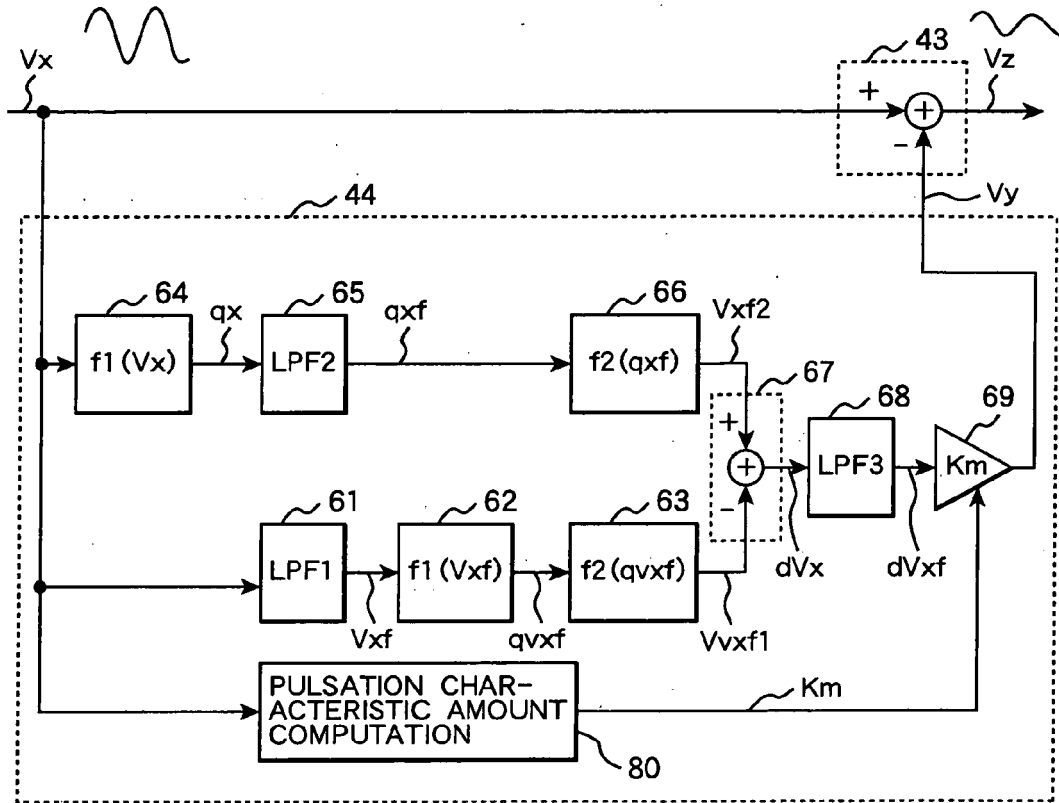 43
Vx
Vz
+
+
-
Vy
44
64
qx
65
qxf
66
Vxf2
67
f1(Vx)
LPF2
f2(qxf)
68
69
+
+
-
LPF3
Km
61
62
63
LPF1
f1(Vxf)
f2(qvxf)
dVx
dVxf
Vxf
qvxf
Vvxf1
PULSATION CHAR-
ACTERISTIC AMOUNT
COMPUTATION
Km
80